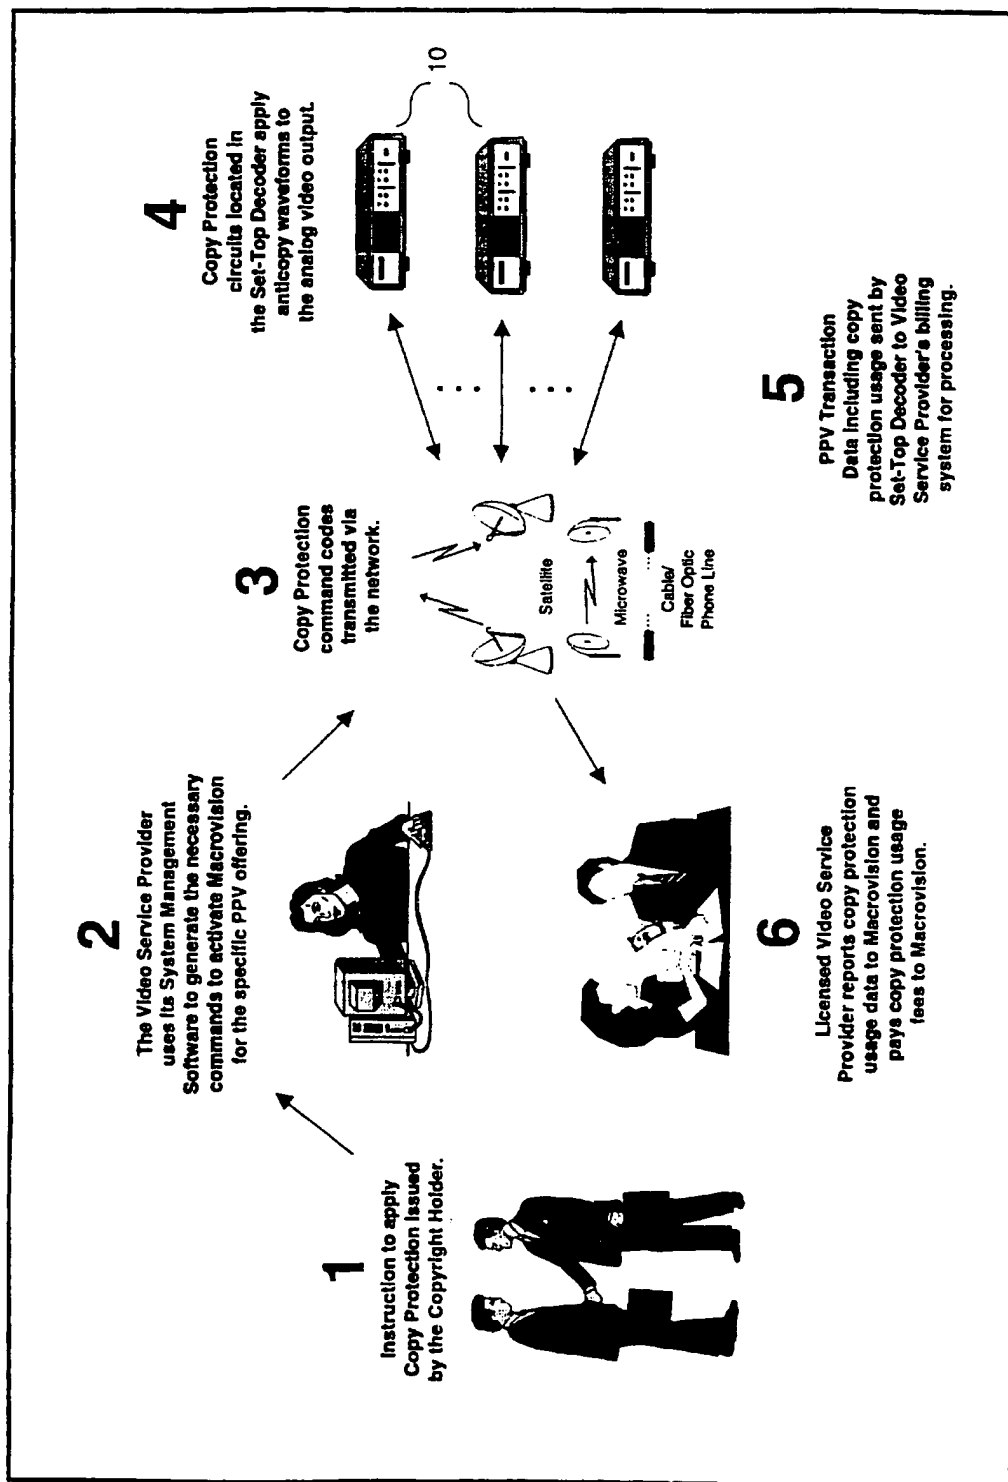 1
Instruction to apply
Copy Protection issued
by the Copyright Holder.
2
The Video Service Provider
uses its System Management
Software to generate the necessary
commands to activate Macrovision
for the specific PPV offering.
3
Copy Protection
command codes
transmitted via
the network.
Satellite
Microwave
Cable/
Fiber Optic
Phone Line
4
Copy Protection
circuits located in
the Set-Top Decoder apply
anticopy waveforms to
the analog video output.
10
5
PPV Transaction
Data including copy
protection usage sent by
Set-Top Decoder to Video
Service Provider's billing
system for processing.
6
Licensed Video Service
Provider reports copy protection
usage data to Macrovision and
pays copy protection usage
fees to Macrovision.